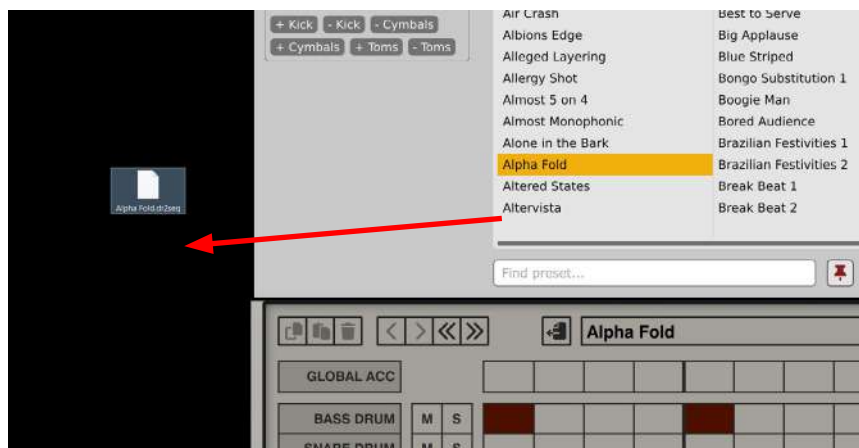 + Kick - Kick - Cymbals
+ Cymbals + Toms - Toms
Air Crash
Albions Edge
Alleged Layering
Allergy Shot
Almost 5 on 4
Almost Monophonic
Alone in the Bark
Alpha Fold
Altered States
Altervista
Best to Serve
Big Applause
Blue Striped
Bongo Substitution 1
Boogie Man
Bored Audience
Brazilian Festivities 1
Brazilian Festivities 2
Break Beat 1
Break Beat 2
Alpha Fold.dr2seq
Find preset...
Alpha Fold
GLOBAL ACC
BASS DRUM M S
SNARE DRUM M S